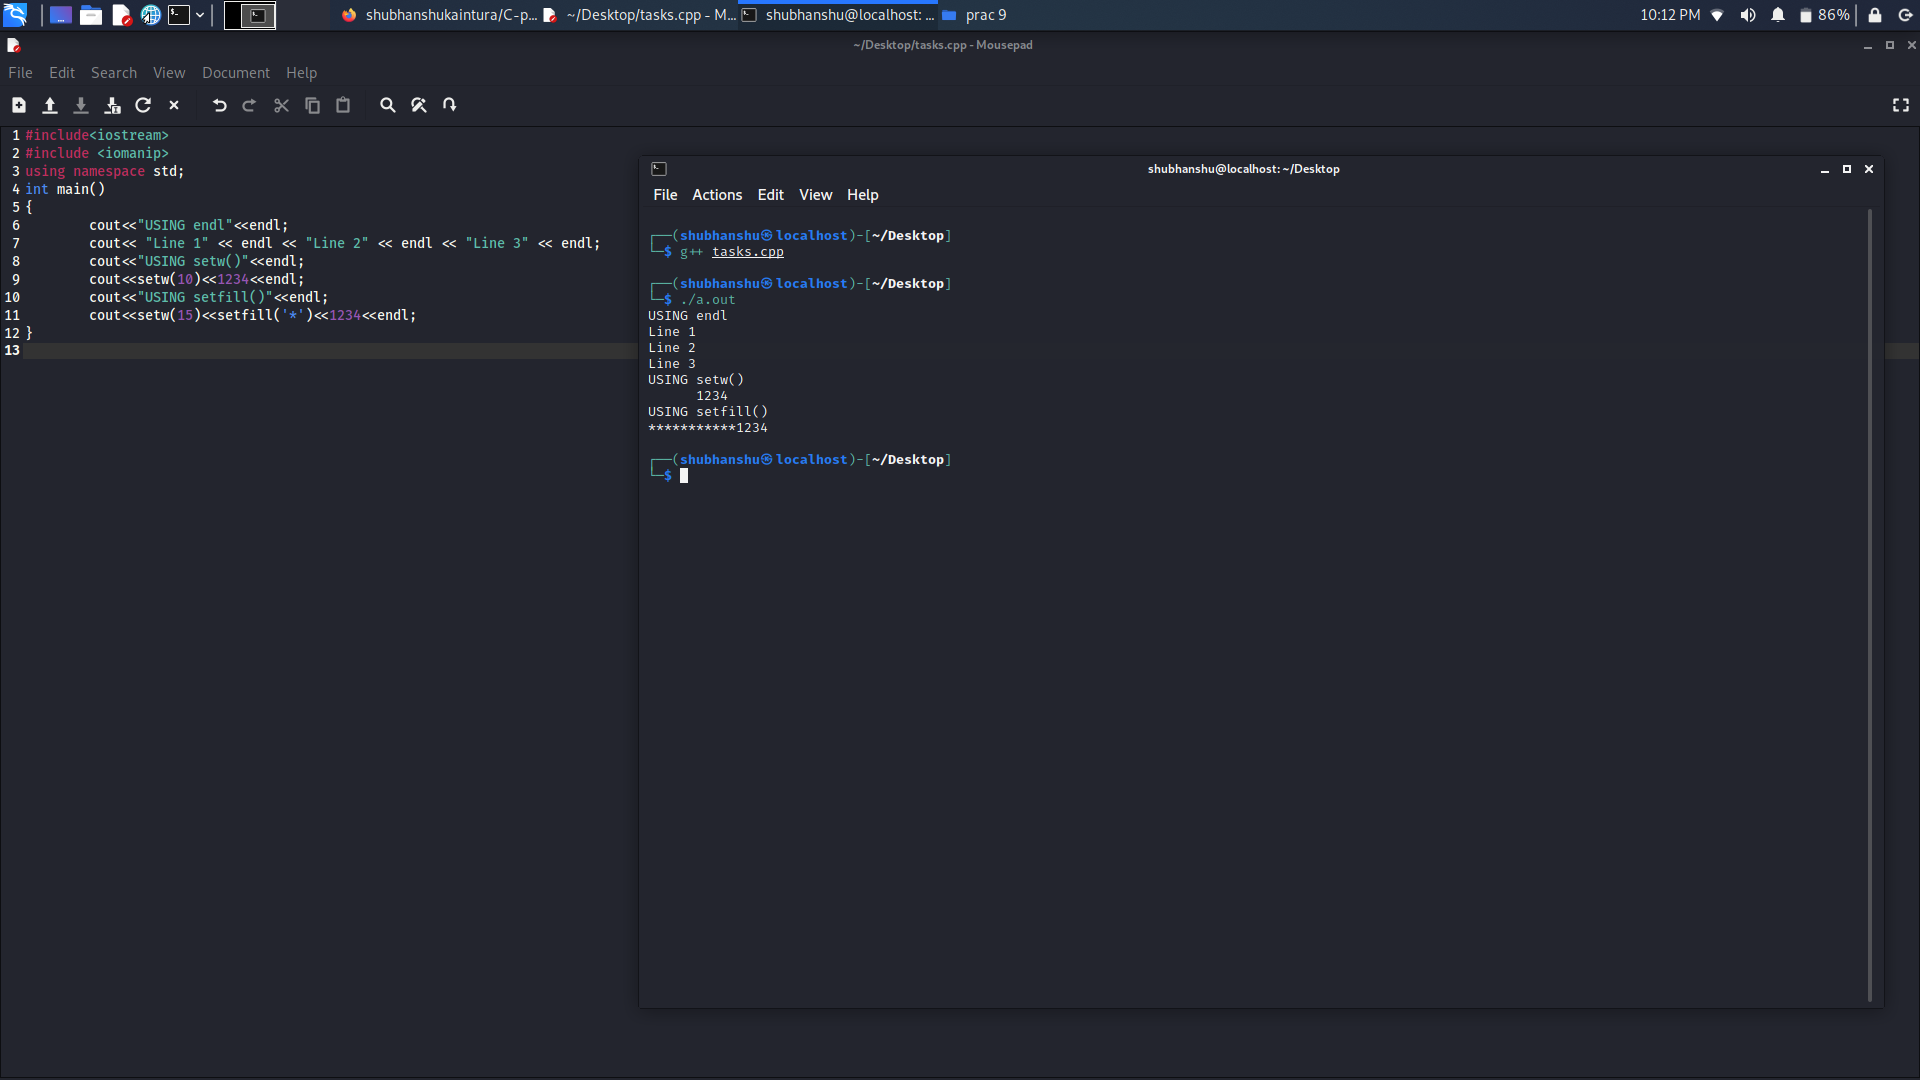 shubhanshukaintura/C-p... ~/Desktop/tasks.cpp - M... shubhanshu@localhost: ... prac 9 10:12 PM 86%
~/Desktop/tasks.cpp - Mousepad
File Edit Search View Document Help
1 #include<iostream>
2 #include <iomanip>
3 using namespace std;
4 int main()
5 {
6 cout<<"USING endl"<<endl;
7 cout<< "Line 1" << endl << "Line 2" << endl << "Line 3" << endl;
8 cout<<"USING setw()"<<endl;
9 cout<<setw(10)<<1234<<endl;
10 cout<<"USING setfill()"<<endl;
11 cout<<setw(15)<<setfill('*')<<1234<<endl;
12 }
13
shubhanshu@localhost: ~/Desktop
File Actions Edit View Help
┌──(shubhanshu㉿localhost)-[~/Desktop]
└─$ g++ tasks.cpp
┌──(shubhanshu㉿localhost)-[~/Desktop]
└─$ ./a.out
USING endl
Line 1
Line 2
Line 3
USING setw()
      1234
USING setfill()
***********1234
┌──(shubhanshu㉿localhost)-[~/Desktop]
└─$